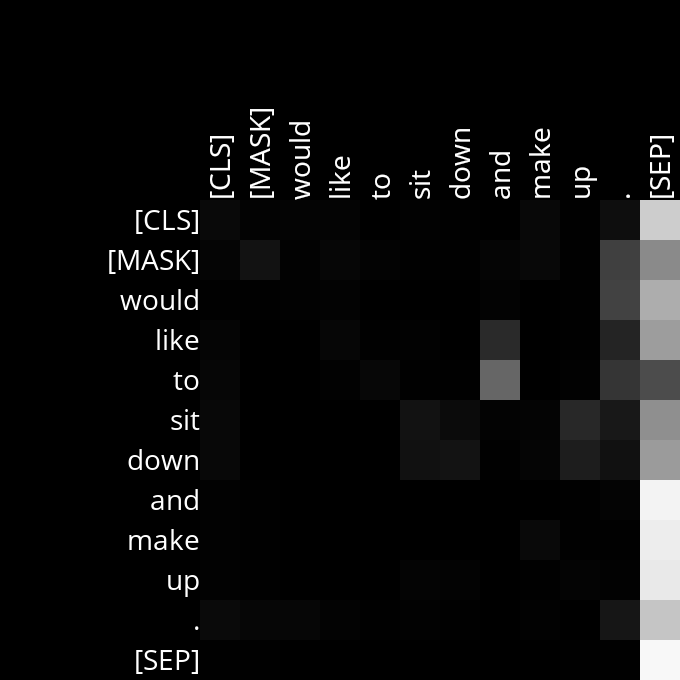 [CLS] [MASK] would like to sit down and make up . [SEP]
[CLS]
[MASK]
would
like
to
sit
down
and
make
up
.
[SEP]